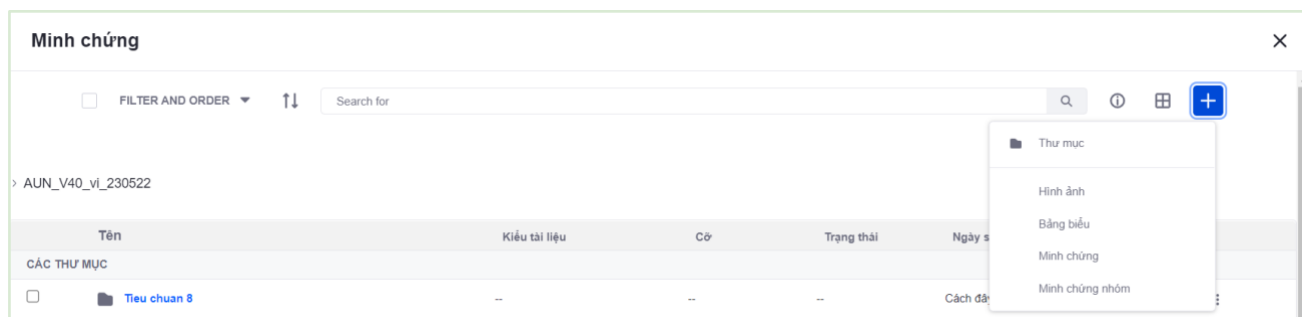 Minh chứng
FILTER AND ORDER
Search for
Thư mục
> AUN_V40_vi_230522
Hình ảnh
Bảng biểu
Minh chứng
Minh chứng nhóm
Tên Kiểu tài liệu Cỡ Trạng thái Ngày s
CÁC THƯ MỤC
Tieu chuan 8 -- -- -- Cách đây